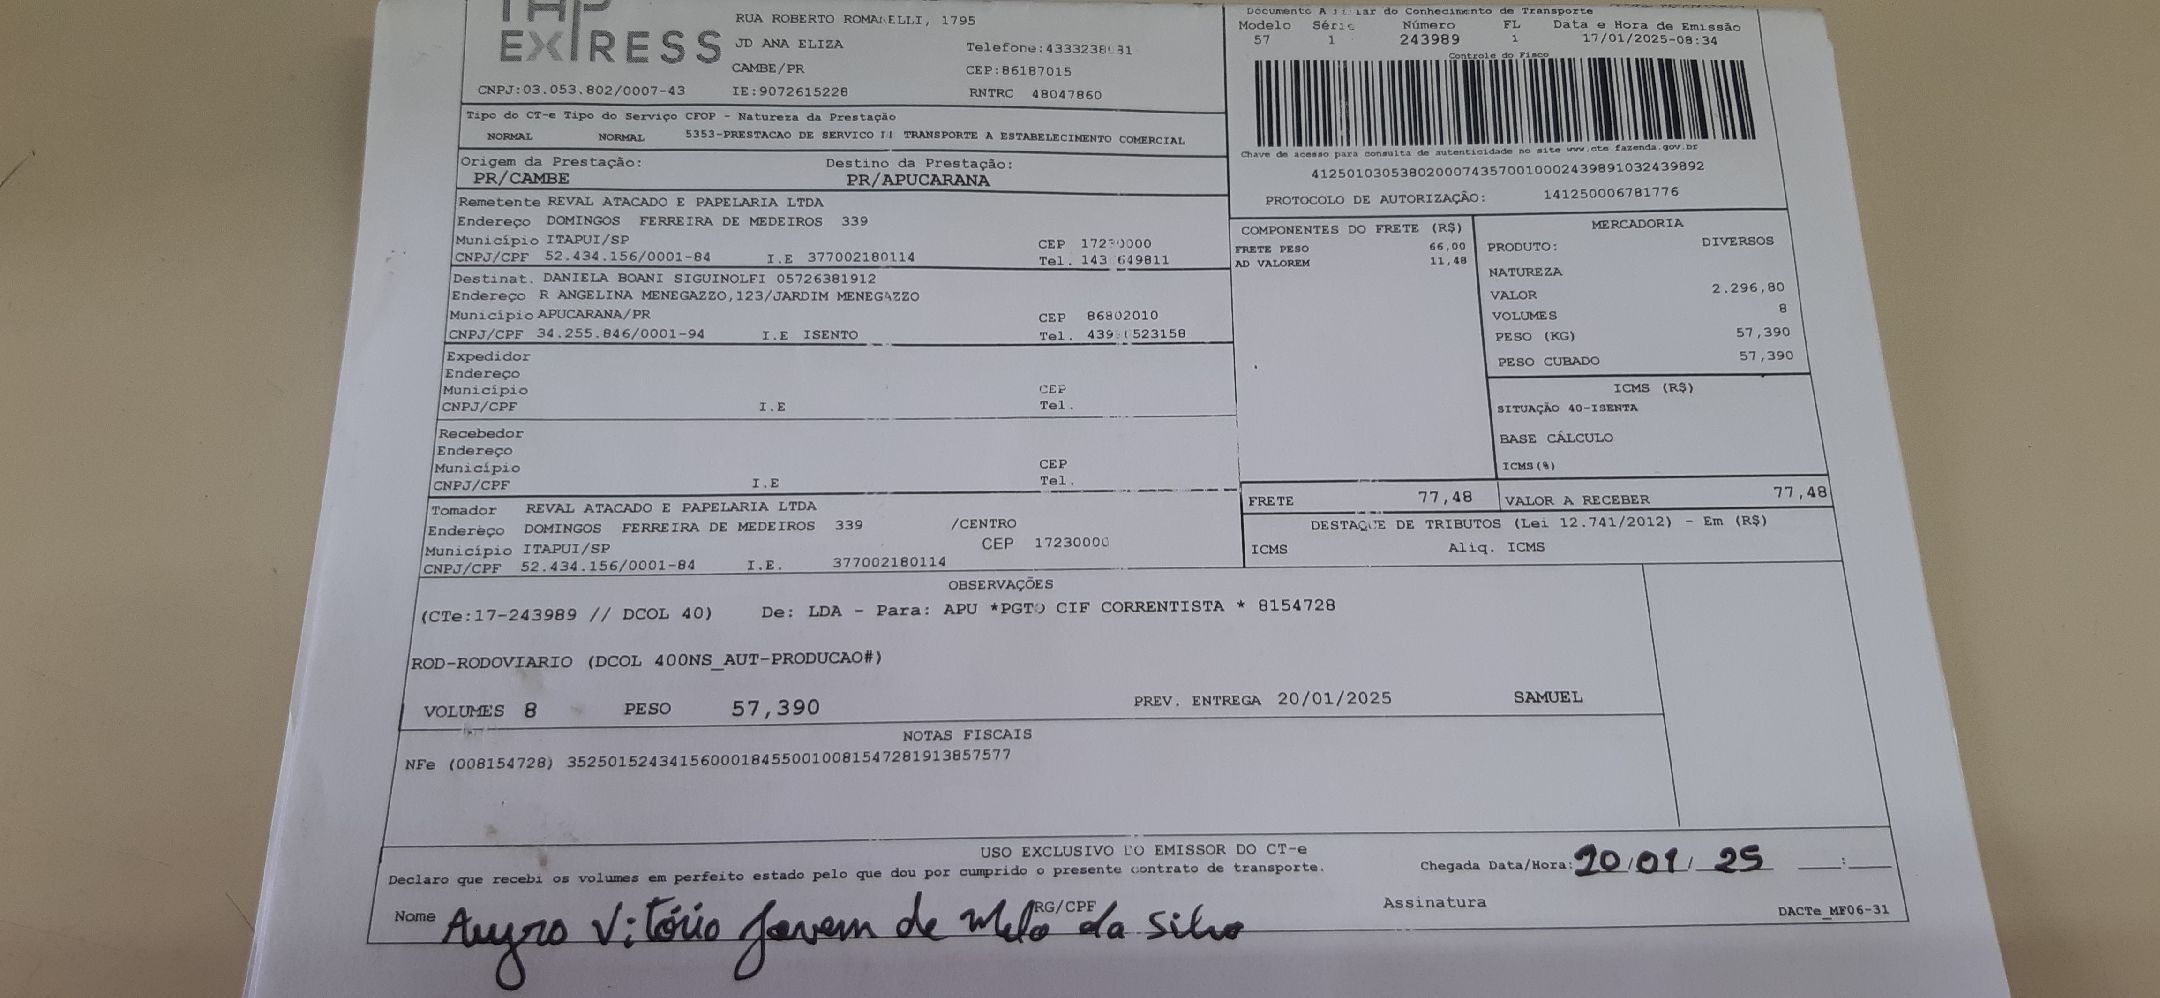 EXPRESS
RUA ROBERTO ROMANELLI, 1795
JD ANA ELIZA
CAMBE/PR
CEP:86187015
CNPJ:03.053.802/0007-43 IE:9072615228 RNTRC 48047860
Documento Auxiliar do Conhecimento de Transporte
Modelo Série Número FL Data e Hora de Emissão
57 1 243989 1 17/01/2025-08:34
Controle do Fisco
Chave de acesso para consulta de autenticidade no site www.cte.fazenda.gov.br
41250103053802000743570010002439891032439892
PROTOCOLO DE AUTORIZAÇÃO: 141250006781776
Tipo do CT-e Tipo do Serviço CFOP - Natureza da Prestação
NORMAL NORMAL 5353-PRESTACAO DE SERVICO TRANSPORTE A ESTABELECIMENTO COMERCIAL
Origem da Prestação: Destino da Prestação:
PR/CAMBE PR/APUCARANA
Remetente REVAL ATACADO E PAPELARIA LTDA
Endereço DOMINGOS FERREIRA DE MEDEIROS 339
Município ITAPUI/SP CEP 17230000
CNPJ/CPF 52.434.156/0001-84 I.E 377002180114 Tel.
Destinat. DANIELA BOANI SIGUINOLFI 05726381912
Endereço R ANGELINA MENEGAZZO,123/JARDIM MENEGAZZO
Município APUCARANA/PR CEP 86802010
CNPJ/CPF 34.255.846/0001-94 I.E ISENTO Tel.
Expedidor
Endereço
Município CEP
CNPJ/CPF I.E Tel.
Recebedor
Endereço
Município CEP
CNPJ/CPF I.E Tel.
Tomador REVAL ATACADO E PAPELARIA LTDA
Endereço DOMINGOS FERREIRA DE MEDEIROS 339 /CENTRO
Município ITAPUI/SP CEP 17230000
CNPJ/CPF 52.434.156/0001-84 I.E. 377002180114
COMPONENTES DO FRETE (R$)
FRETE PESO 66,00
AD VALOREM 11,48
MERCADORIA
PRODUTO: DIVERSOS
NATUREZA
VALOR 2.296,80
VOLUMES 8
PESO (KG) 57,390
PESO CUBADO 57,390
ICMS (R$)
SITUAÇÃO 40-ISENTA
BASE CÁLCULO
ICMS(%)
FRETE 77,48 VALOR A RECEBER 77,48
DESTAQUE DE TRIBUTOS (Lei 12.741/2012) - Em (R$)
ICMS Aliq. ICMS
OBSERVAÇÕES
(CTe:17-243989 // DCOL 40) De: LDA - Para: APU *PGTO CIF CORRENTISTA * 8154728
ROD-RODOVIARIO (DCOL 400NS_AUT-PRODUCAO#)
VOLUMES 8 PESO 57,390 PREV. ENTREGA 20/01/2025 SAMUEL
NOTAS FISCAIS
NFe (008154728) 35250152434156000184550010081547281913857577
USO EXCLUSIVO DO EMISSOR DO CT-e
Declaro que recebi os volumes em perfeito estado pelo que dou por cumprido o presente contrato de transporte.
Chegada Data/Hora: 20/01/25 :
Nome Vitório Jovem de Melo da Silva RG/CPF Assinatura
DACTe_MF06-31